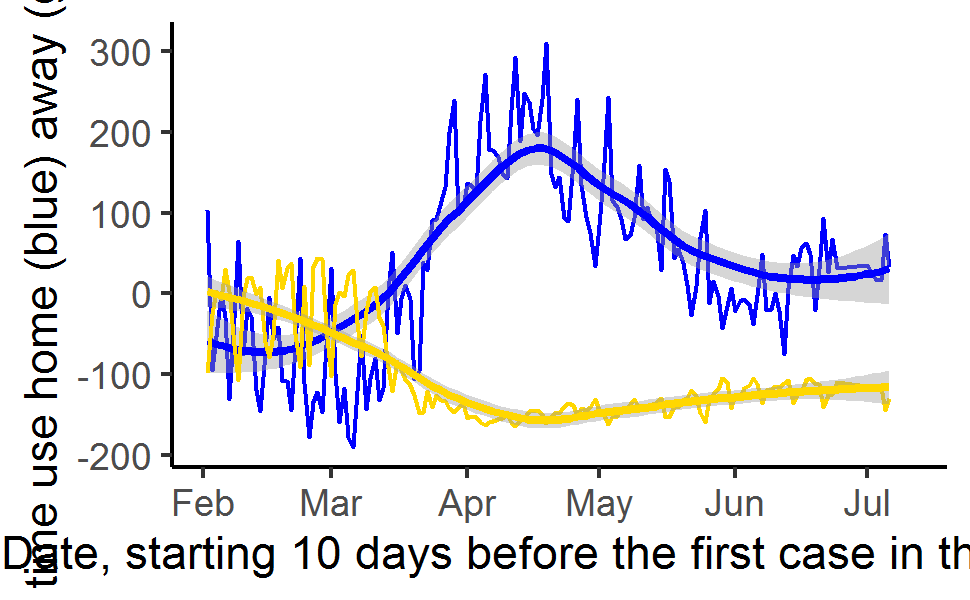 time use home (blue) away (g
300
200
100
0
-100
-200
Feb Mar Apr May Jun Jul
Date, starting 10 days before the first case in th